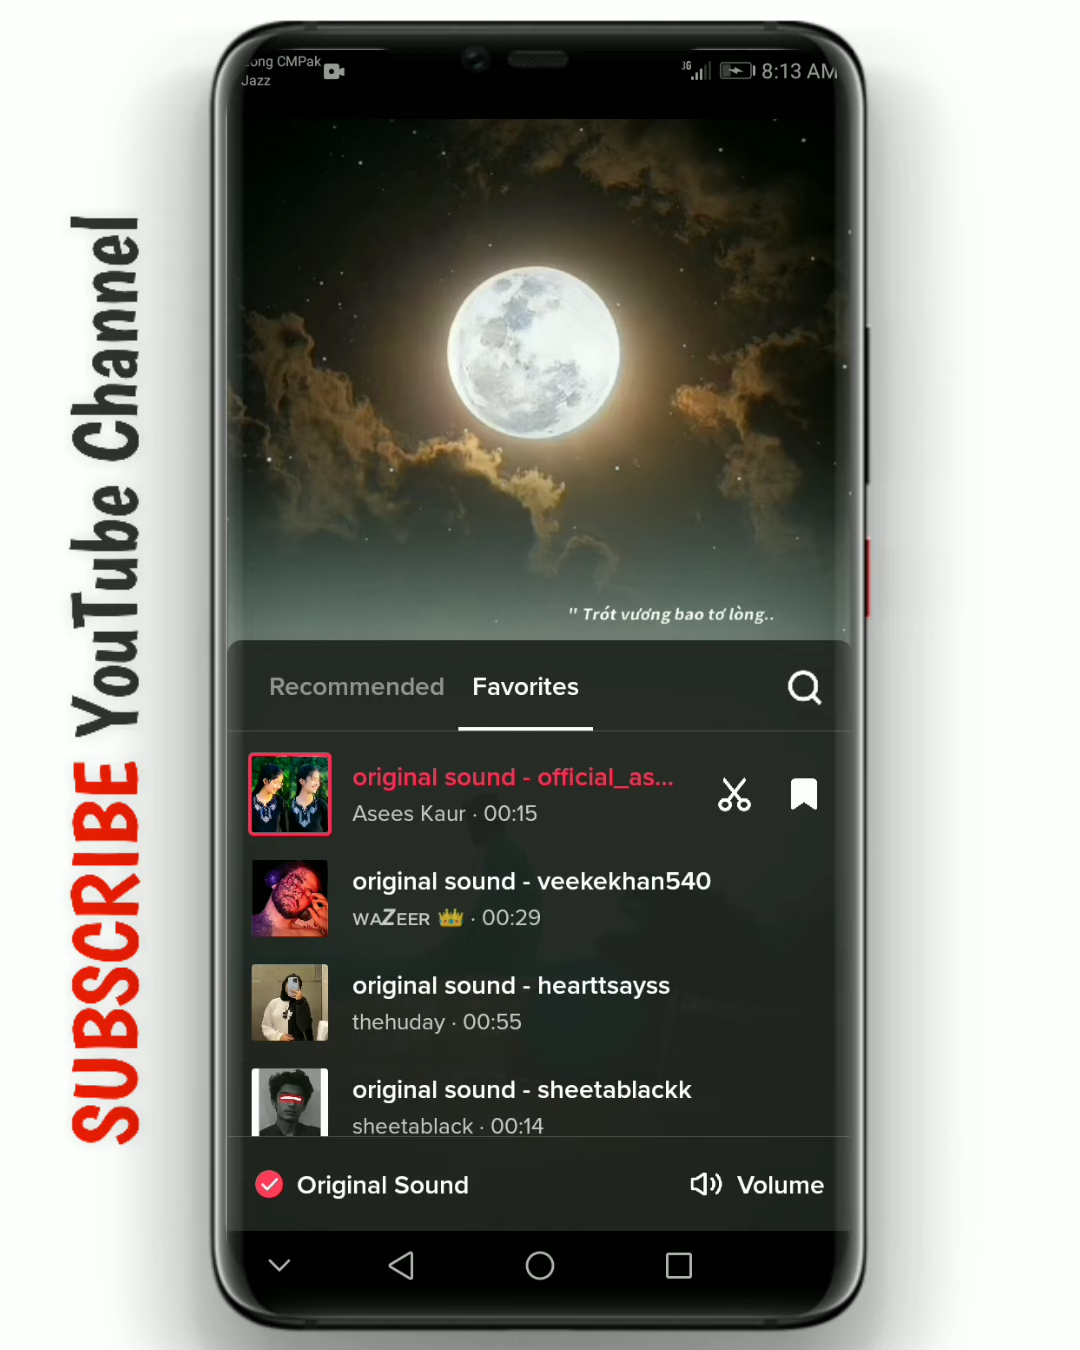 SUBSCRIBE YouTube Channel
Zong CMPak
Jazz
3G
8:13 AM
" Trót vương bao tơ lòng..
Recommended
Favorites
original sound - official_as...
Asees Kaur · 00:15
original sound - veekekhan540
WAZEER 👑 · 00:29
original sound - hearttsayss
thehuday · 00:55
original sound - sheetablackk
sheetablack · 00:14
Original Sound
Volume